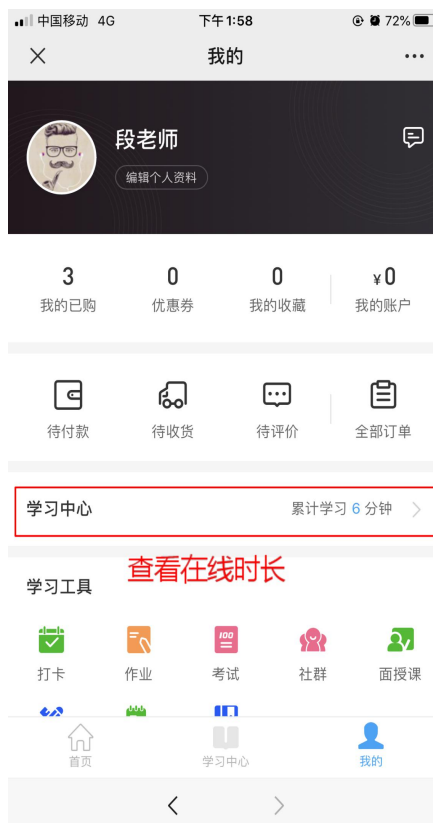 中国移动 4G 下午1:58 72%
我的
段老师
编辑个人资料
3 0 0 ¥0
我的已购 优惠券 我的收藏 我的账户
待付款 待收货 待评价 全部订单
学习中心 累计学习 6 分钟
查看在线时长
学习工具
100
打卡 作业 考试 社群 面授课
首页 学习中心 我的